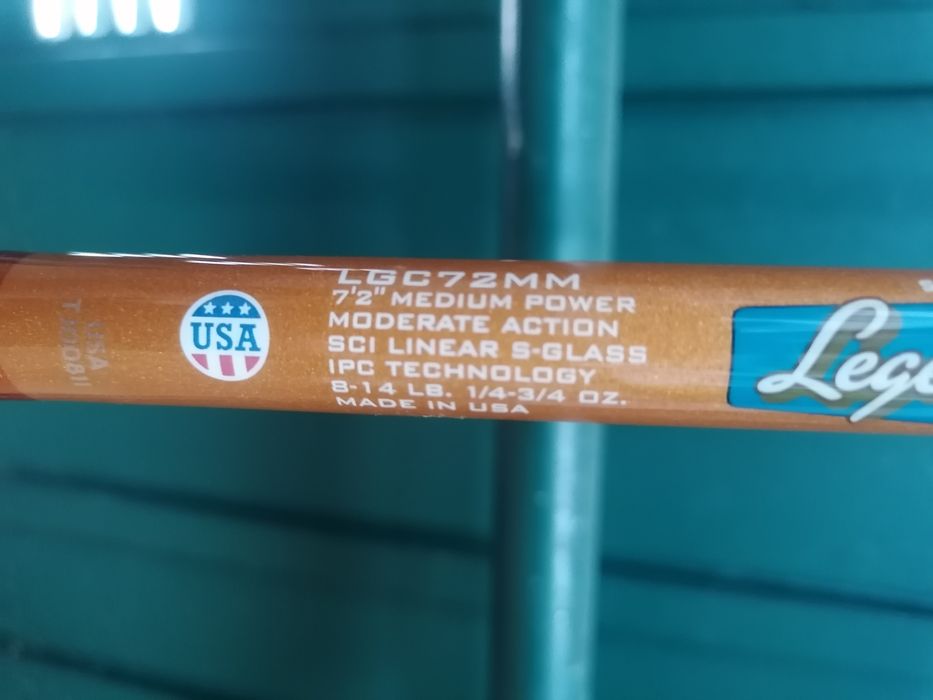 USA
LGC72MM
7'2" MEDIUM POWER
MODERATE ACTION
SCI LINEAR S-GLASS
IPC TECHNOLOGY
8-14 LB. 1/4-3/4 OZ.
MADE IN USA
USA